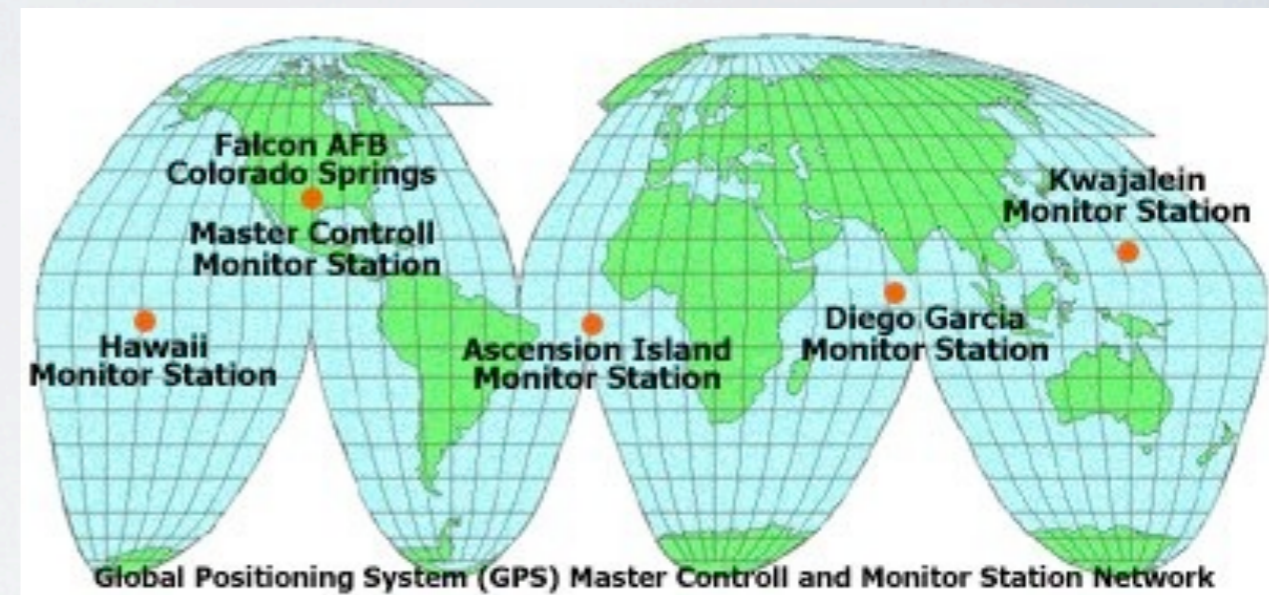 Falcon AFB
Colorado Springs
Master Controll
Monitor Station
Kwajalein
Monitor Station
Hawaii
Monitor Station
Ascension Island
Monitor Station
Diego Garcia
Monitor Station
Global Positioning System (GPS) Master Controll and Monitor Station Network